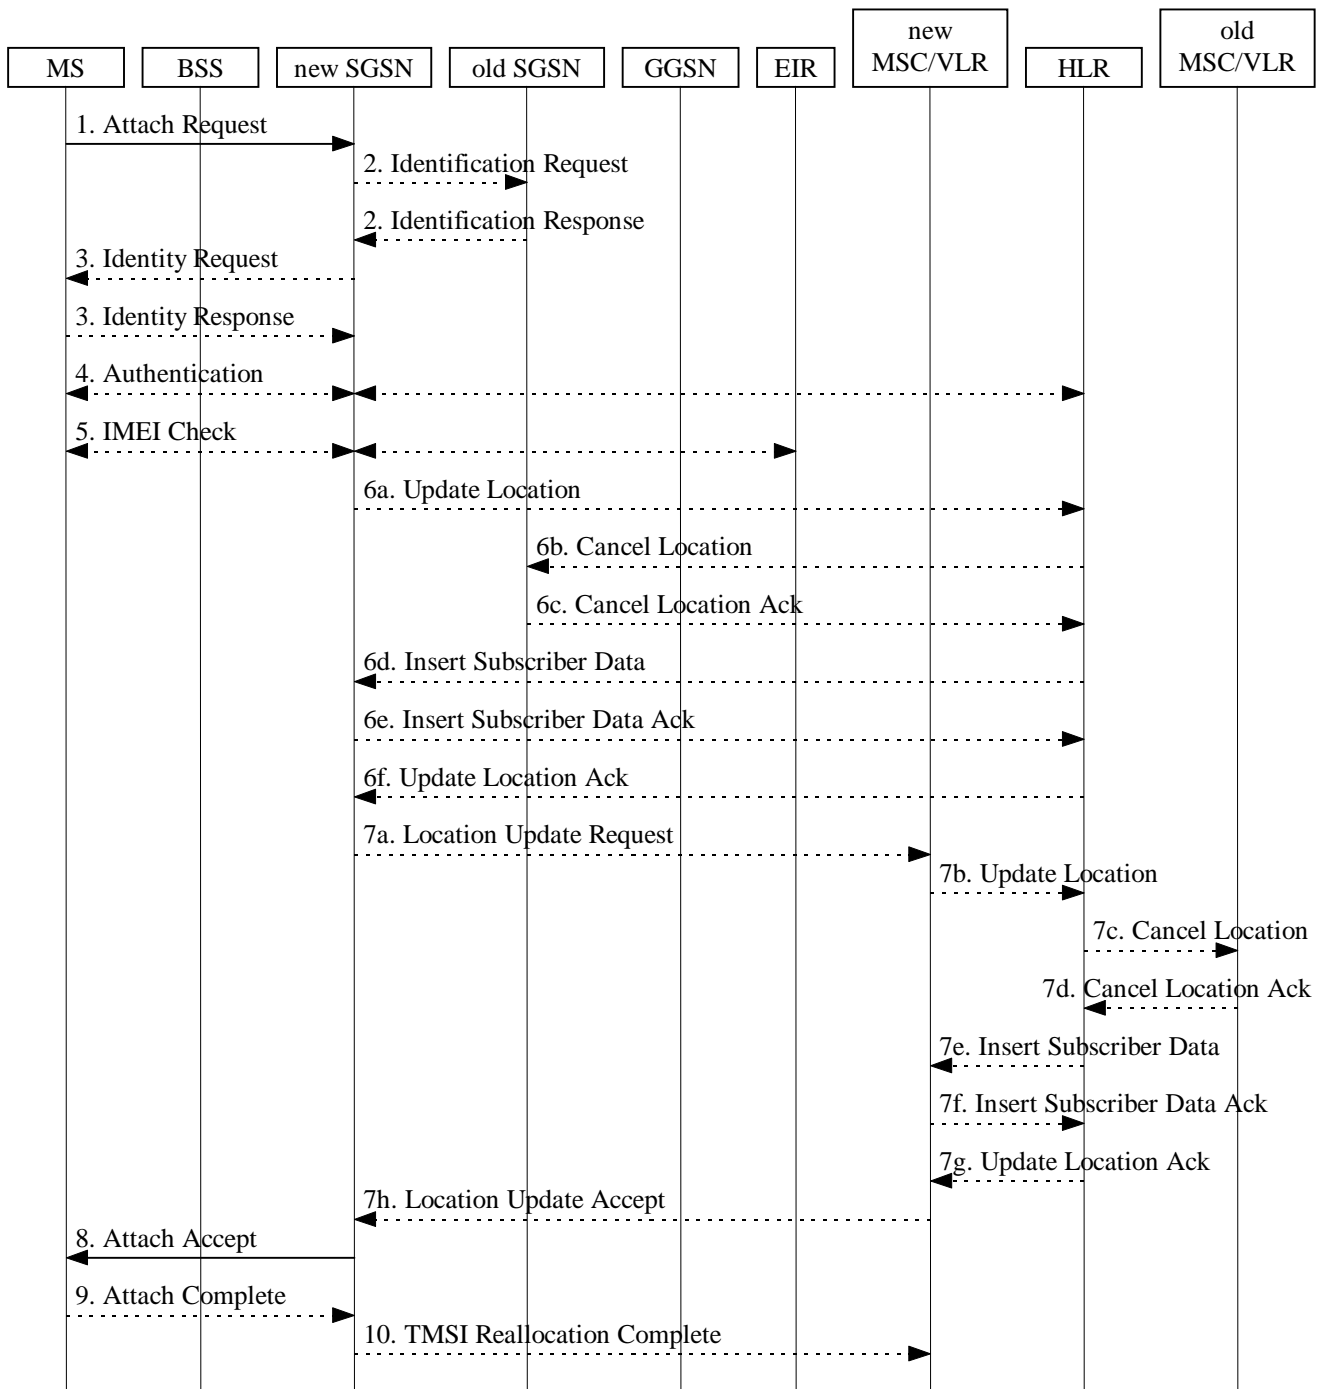 new
MSC/VLR
old
MSC/VLR
MS
BSS
new SGSN
old SGSN
GGSN
EIR
HLR
1. Attach Request
2. Identification Request
2. Identification Response
3. Identity Request
3. Identity Response
4. Authentication
5. IMEI Check
6a. Update Location
6b. Cancel Location
6c. Cancel Location Ack
6d. Insert Subscriber Data
6e. Insert Subscriber Data Ack
6f. Update Location Ack
7a. Location Update Request
7b. Update Location
7c. Cancel Location
7d. Cancel Location Ack
7e. Insert Subscriber Data
7f. Insert Subscriber Data Ack
7g. Update Location Ack
7h. Location Update Accept
8. Attach Accept
9. Attach Complete
10. TMSI Reallocation Complete